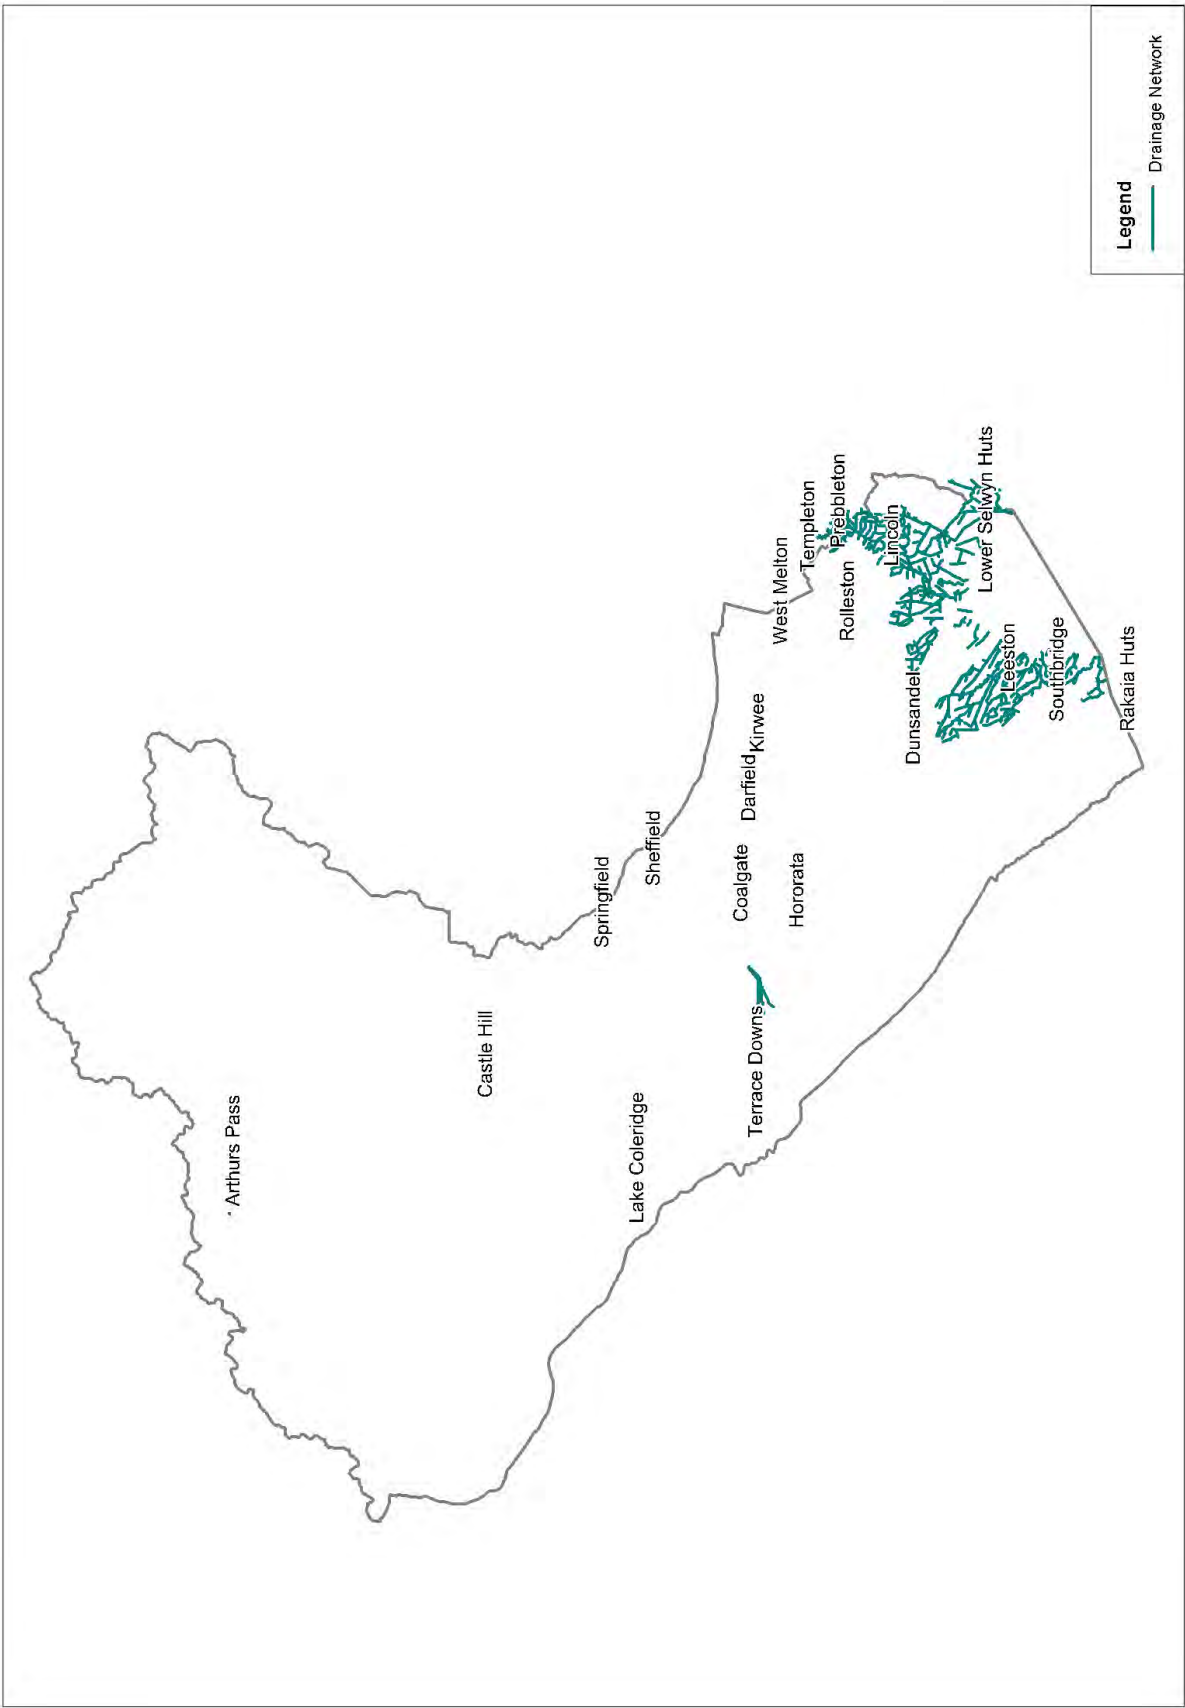 Arthurs Pass
Castle Hill
Springfield
Lake Coleridge
Sheffield
Coalgate
Darfield
Kirwee
Terrace Downs
West Melton
Hororata
Templeton
Prebbleton
Rolleston
Lincoln
Dunsandel
Lower Selwyn Huts
Leeston
Southbridge
Rakaia Huts
Legend
Drainage Network